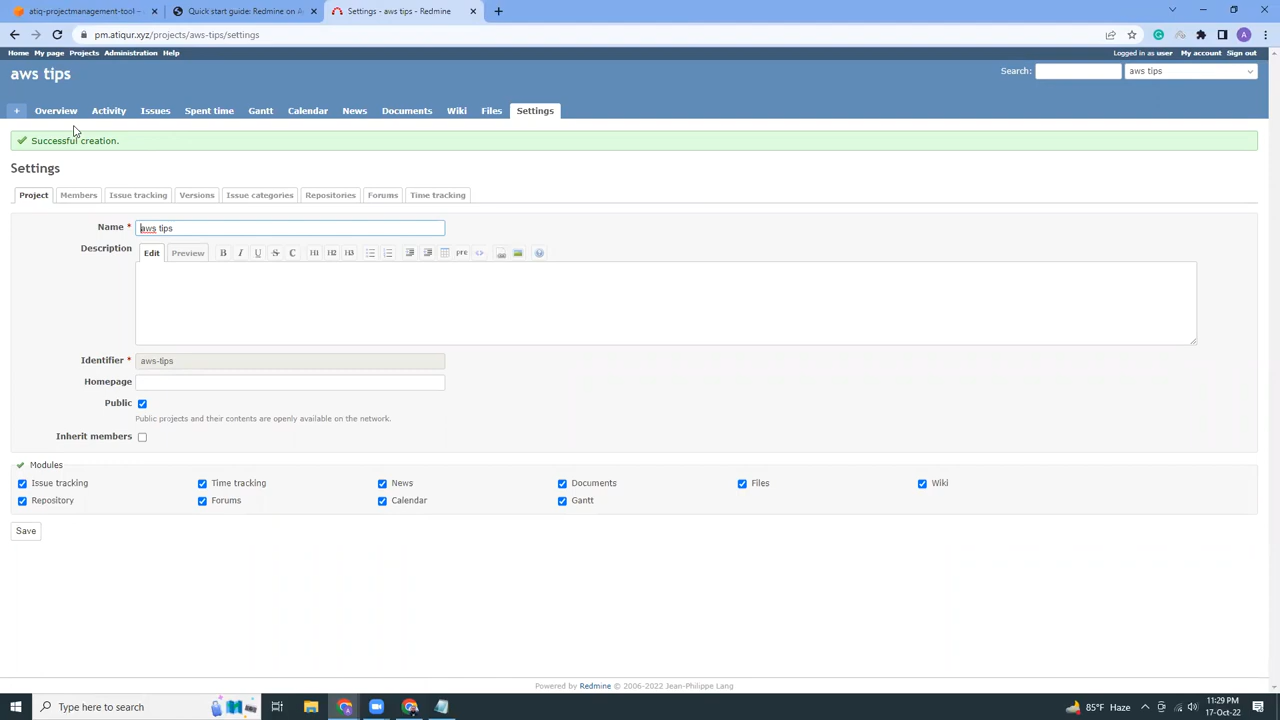 atiq-projectmanagement-tool - 
Quick start guide: Redmine on A
Settings - aws tips - Redmine
pm.atiqur.xyz/projects/aws-tips/settings
A
Home My page Projects Administration Help
Logged in as user My account Sign out
aws tips
Search:
aws tips
+ Overview Activity Issues Spent time Gantt Calendar News Documents Wiki Files Settings
Successful creation.
Settings
Project Members Issue tracking Versions Issue categories Repositories Forums Time tracking
Name * aws tips
Description Edit Preview B I U S C H1 H2 H3 pre
Identifier * aws-tips
Homepage
Public
Public projects and their contents are openly available on the network.
Inherit members
Modules
Issue tracking Time tracking News Documents Files Wiki
Repository Forums Calendar Gantt
Save
Powered by Redmine © 2006-2022 Jean-Philippe Lang
Type here to search
85°F Haze
11:29 PM
17-Oct-22